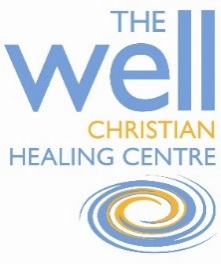 THE
well
CHRISTIAN
HEALING CENTRE